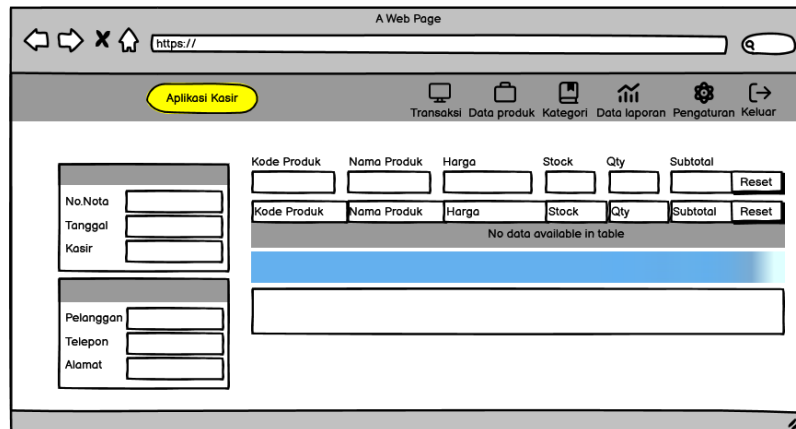 A Web Page
https://
Aplikasi Kasir
Transaksi Data produk Kategori Data laporan Pengaturan Keluar
No.Nota
Tanggal
Kasir
Pelanggan
Telepon
Alamat
Kode Produk Nama Produk Harga Stock Qty Subtotal
Reset
Kode Produk Nama Produk Harga Stock Qty Subtotal Reset
No data available in table